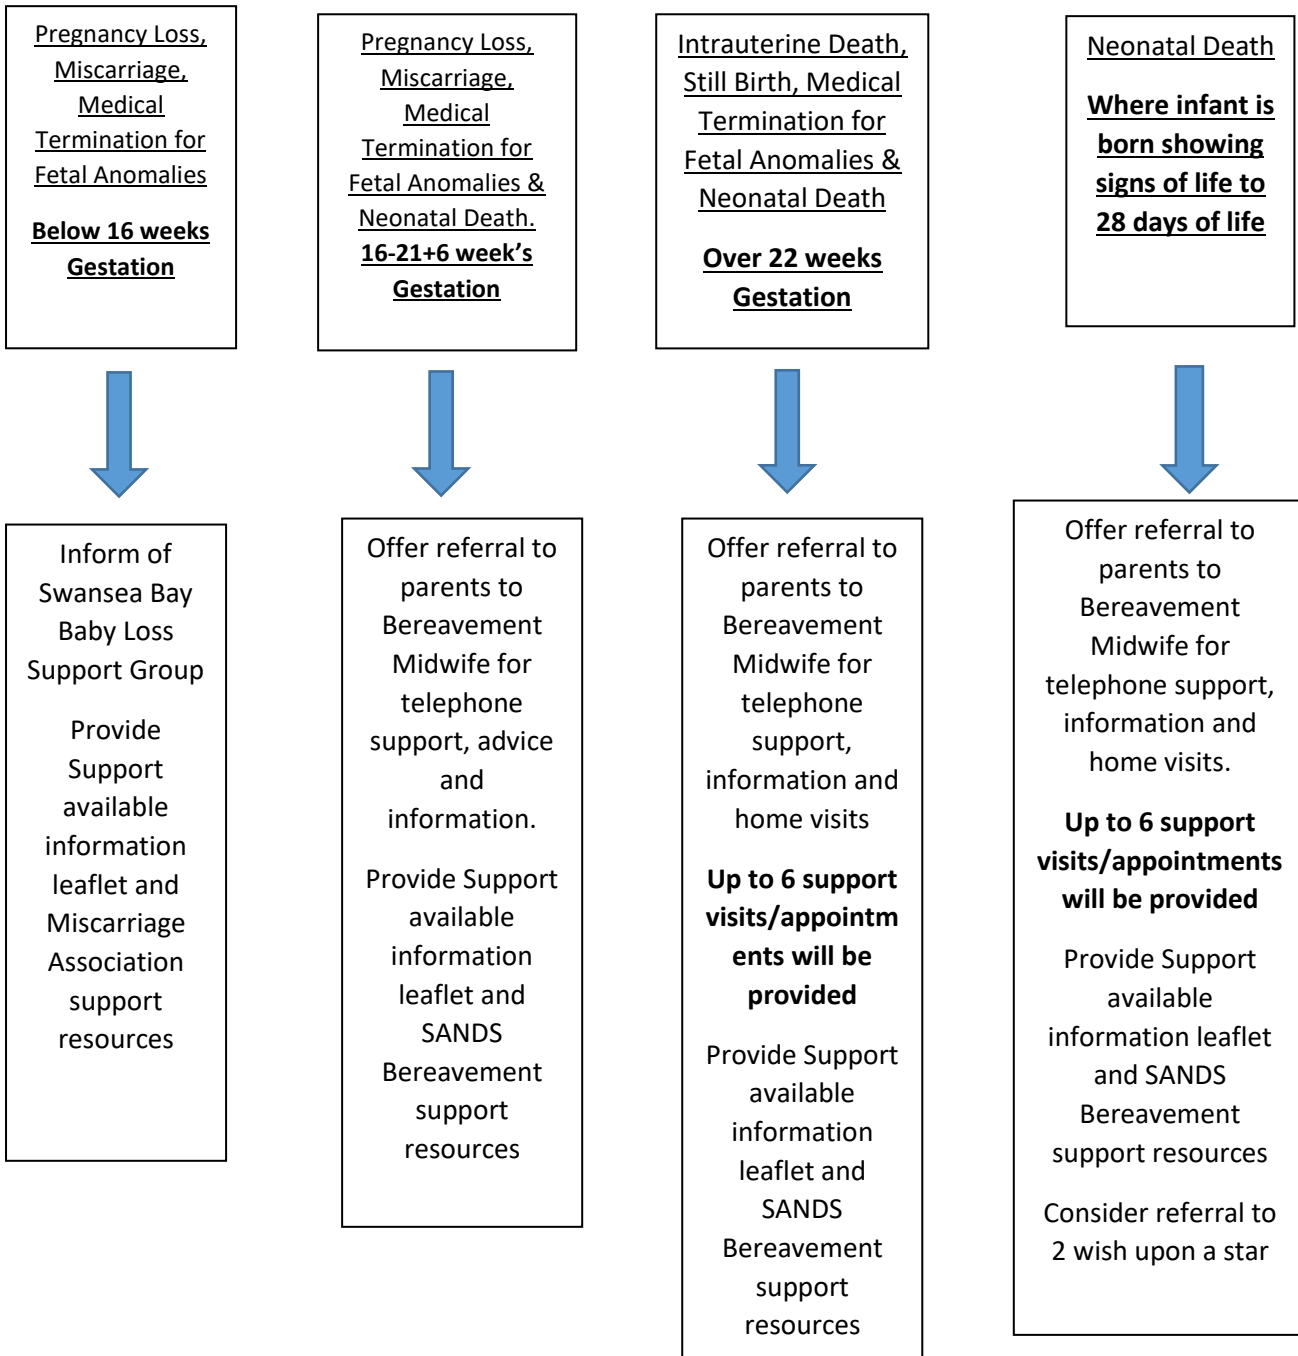 Pregnancy Loss,
Miscarriage,
Medical
Termination for
Fetal Anomalies
Below 16 weeks
Gestation
Pregnancy Loss,
Miscarriage,
Medical
Termination for
Fetal Anomalies &
Neonatal Death.
16-21+6 week’s
Gestation
Intrauterine Death,
Still Birth, Medical
Termination for
Fetal Anomalies &
Neonatal Death
Over 22 weeks
Gestation
Neonatal Death
Where infant is
born showing
signs of life to
28 days of life
Inform of
Swansea Bay
Baby Loss
Support Group
Provide
Support
available
information
leaflet and
Miscarriage
Association
support
resources
Offer referral to
parents to
Bereavement
Midwife for
telephone
support, advice
and
information.
Provide Support
available
information
leaflet and
SANDS
Bereavement
support
resources
Offer referral to
parents to
Bereavement
Midwife for
telephone
support,
information and
home visits
Up to 6 support
visits/appointm
ents will be
provided
Provide Support
available
information
leaflet and
SANDS
Bereavement
support
resources
Offer referral to
parents to
Bereavement
Midwife for
telephone support,
information and
home visits.
Up to 6 support
visits/appointments
will be provided
Provide Support
available
information leaflet
and SANDS
Bereavement
support resources
Consider referral to
2 wish upon a star